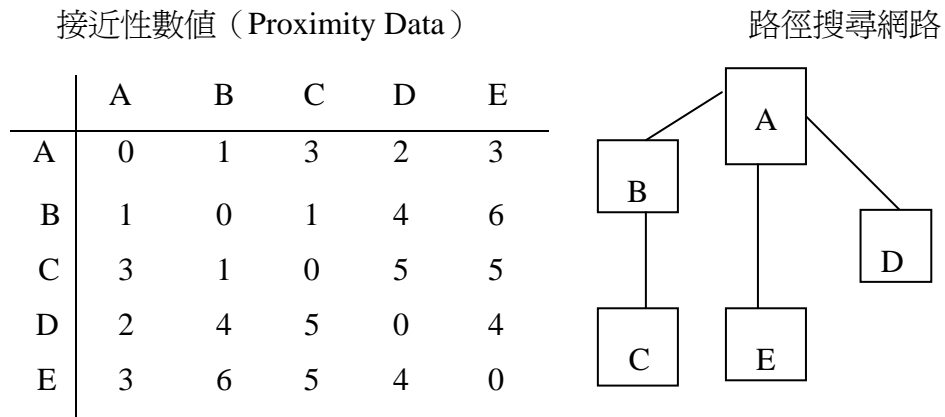 接近性數值（Proximity Data）
路徑搜尋網路
A B C D E
A 0 1 3 2 3
B 1 0 1 4 6
C 3 1 0 5 5
D 2 4 5 0 4
E 3 6 5 4 0
A
B
D
C E